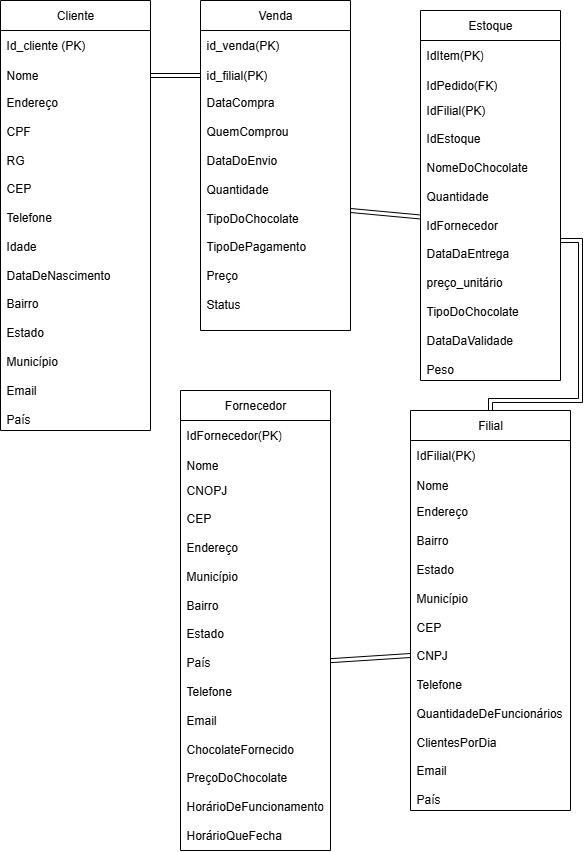 Cliente
Id_cliente (PK)
Nome
Endereço
CPF
RG
CEP
Telefone
Idade
DataDeNascimento
Bairro
Estado
Município
Email
País
Venda
id_venda(PK)
id_filial(PK)
DataCompra
QuemComprou
DataDoEnvio
Quantidade
TipoDoChocolate
TipoDePagamento
Preço
Status
Estoque
IdItem(PK)
IdPedido(FK)
IdFilial(PK)
IdEstoque
NomeDoChocolate
Quantidade
IdFornecedor
DataDaEntrega
preço_unitário
TipoDoChocolate
DataDaValidade
Peso
Fornecedor
IdFornecedor(PK)
Nome
CNOPJ
CEP
Endereço
Município
Bairro
Estado
País
Telefone
Email
ChocolateFornecido
PreçoDoChocolate
HorárioDeFuncionamento
HorárioQueFecha
Filial
IdFilial(PK)
Nome
Endereço
Bairro
Estado
Município
CEP
CNPJ
Telefone
QuantidadeDeFuncionários
ClientesPorDia
Email
País